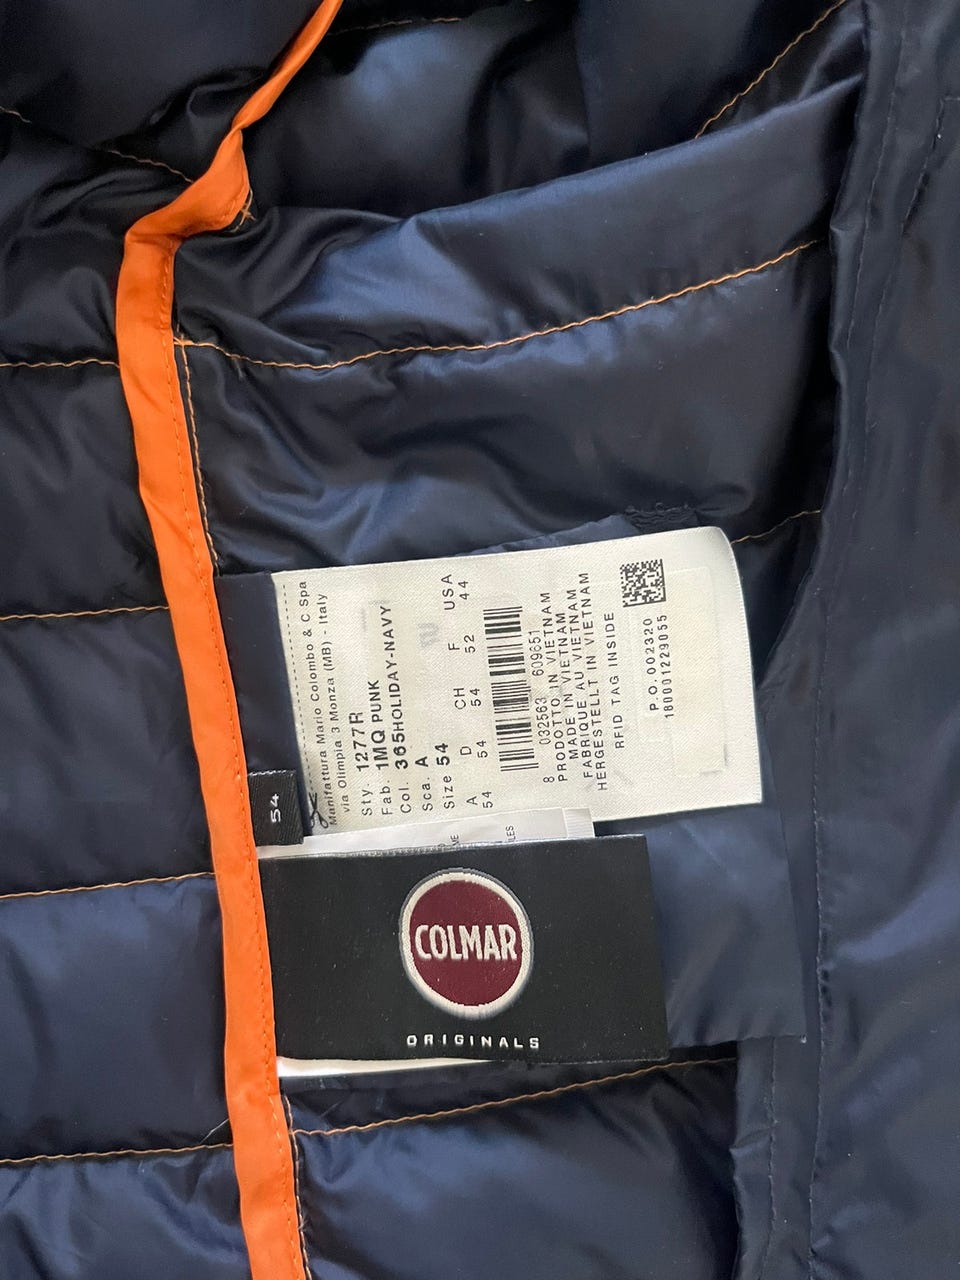 Manifattura Mario Colombo & C Spa
via Olimpia 3 Monza (MB) - Italy
Sty. 1277R
Fab. 1MQ PUNK
Col. 365HOLIDAY-NAVY
Sca. A
Size 54
A D CH F USA
54 54 54 52 44
8 032563 609651
PRODOTTO IN VIETNAM
MADE IN VIETNAM
FABRIQUE AU VIETNAM
HERGESTELLT IN VIETNAM
RFID TAG INSIDE
P.O. 002320
180001229055
54
COLMAR
ORIGINALS